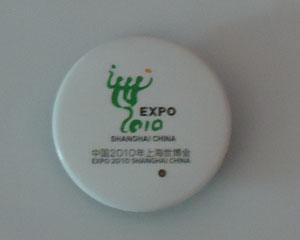 EXPO
2010
SHANGHAI CHINA
中国2010年上海世博会
EXPO 2010 SHANGHAI CHINA